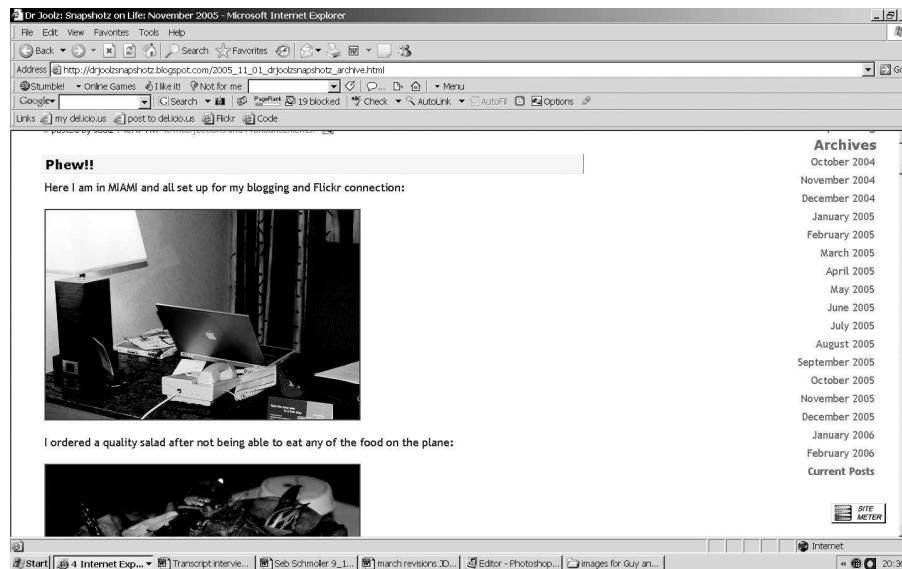 Dr Joolz: Snapshotz on Life: November 2005 - Microsoft Internet Explorer
File Edit View Favorites Tools Help
Back Search Favorites
Address http://drjoolzsnapshotz.blogspot.com/2005_11_01_drjoolzsnapshotz_archive.html Go
Stumble! Online Games I like it! Not for me Menu
Google Search PageRank 19 blocked Check AutoLink AutoFill Options
Links my del.icio.us post to del.icio.us Flickr Code
Archives
Phew!!
Here I am in MIAMI and all set up for my blogging and Flickr connection:
I ordered a quality salad after not being able to eat any of the food on the plane:
October 2004
November 2004
December 2004
January 2005
February 2005
March 2005
April 2005
May 2005
June 2005
July 2005
August 2005
September 2005
October 2005
November 2005
December 2005
January 2006
February 2006
Current Posts
SITE
METER
Internet
Start 4 Internet Exp... Transcript intervie... Seb Schmoller 9_1... march revisions JD... Editor - Photoshop... images for Guy an... 20:36